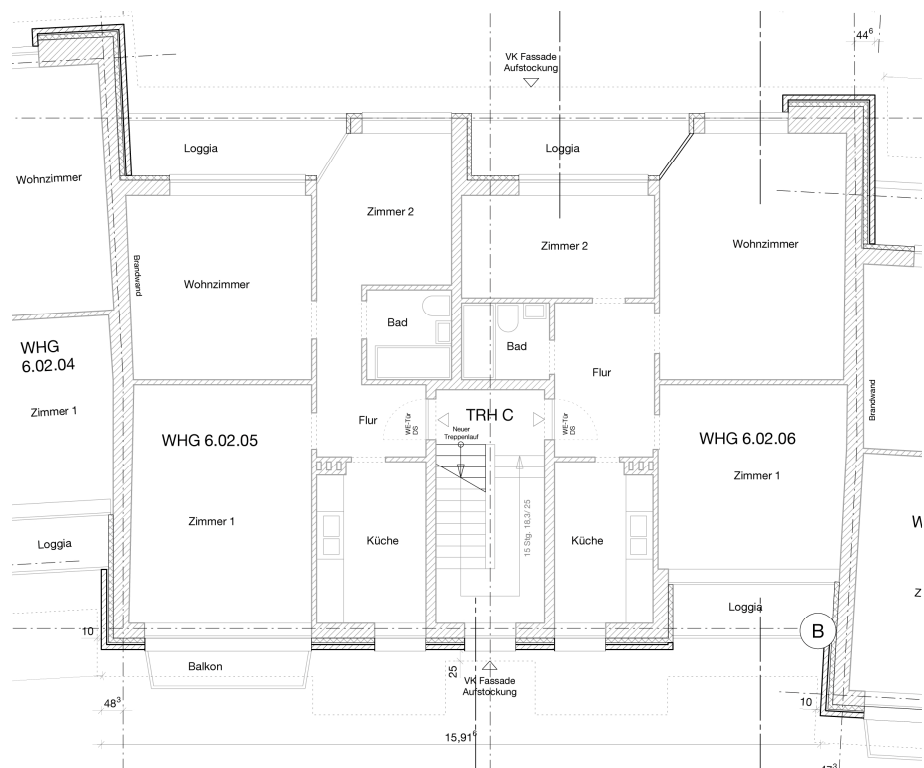 44⁶
VK Fassade
Aufstockung
Loggia
Loggia
Wohnzimmer
Zimmer 2
Zimmer 2
Wohnzimmer
Brandwand
Wohnzimmer
Bad
Bad
WHG
6.02.04
Flur
Zimmer 1
Brandwand
Flur
WE-Tür
DS
TRH C
Neuer
Treppenlauf
WE-Tür
DS
WHG 6.02.05
WHG 6.02.06
Zimmer 1
15 Stg. 18,3/ 25
Zimmer 1
W
Loggia
Küche
Küche
Z
Loggia
B
10
Balkon
25
VK Fassade
Aufstockung
48³
10
15,91⁶
47³